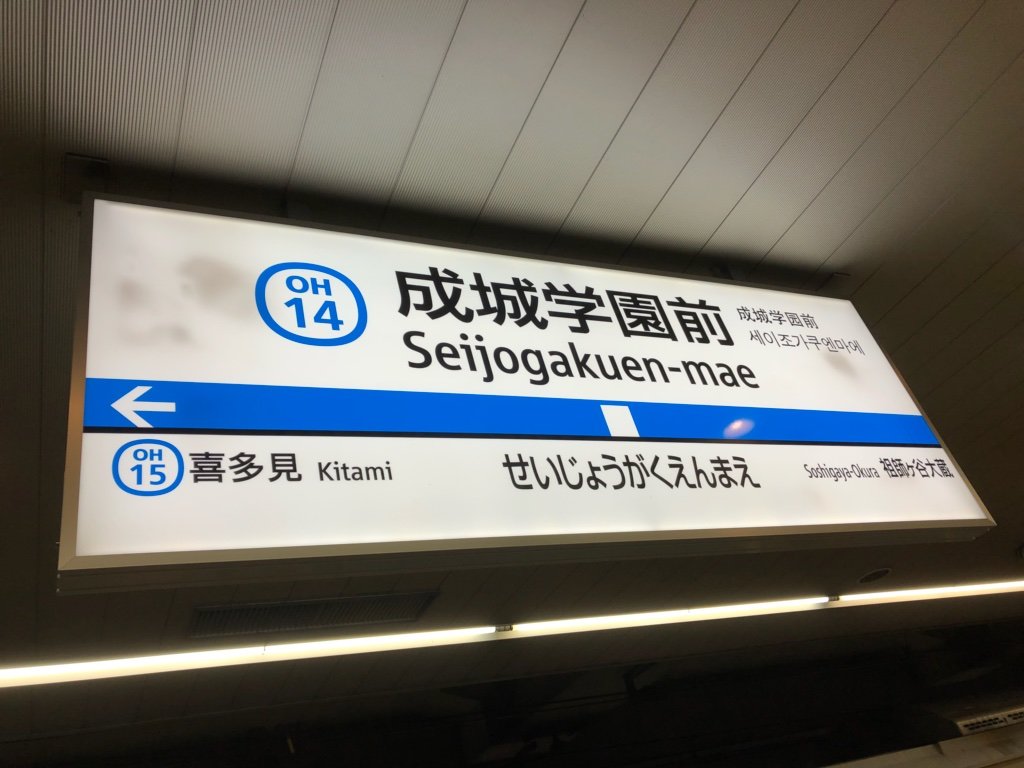 OH
14
成城学園前
Seijogakuen-mae
成城学园前
세이조가쿠엔마에
OH
15
喜多見 Kitami
せいじょうがくえんまえ
Soshigaya-Okura 祖師ヶ谷大蔵